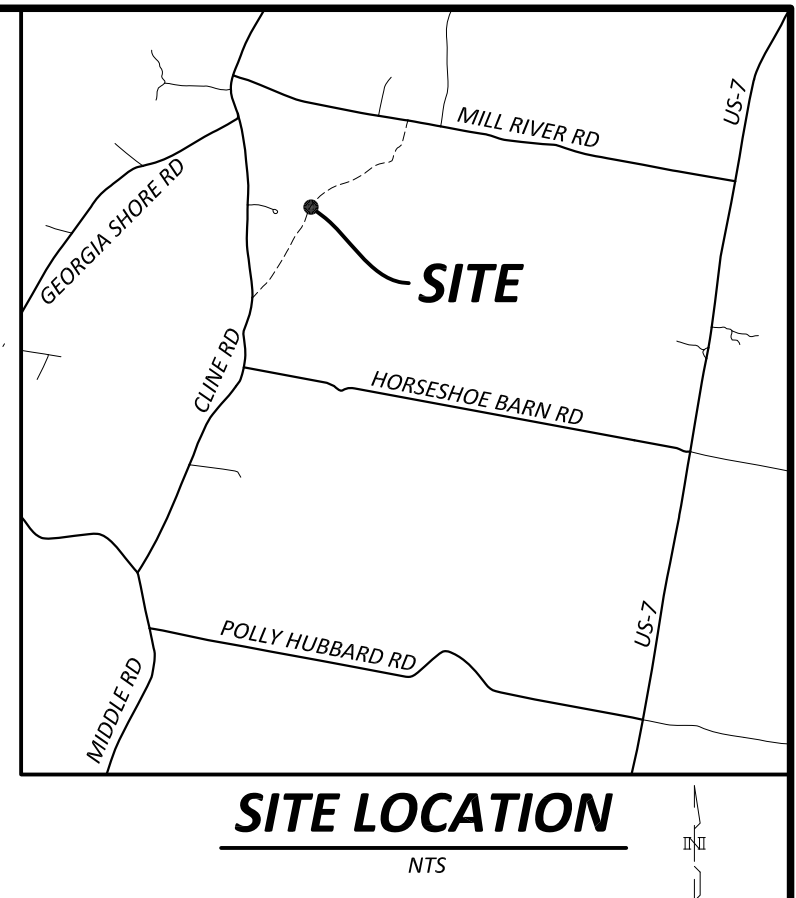 MILL RIVER RD
US-7
GEORGIA SHORE RD
SITE
CLINE RD
HORSESHOE BARN RD
US-7
POLLY HUBBARD RD
MIDDLE RD
SITE LOCATION
NTS
N